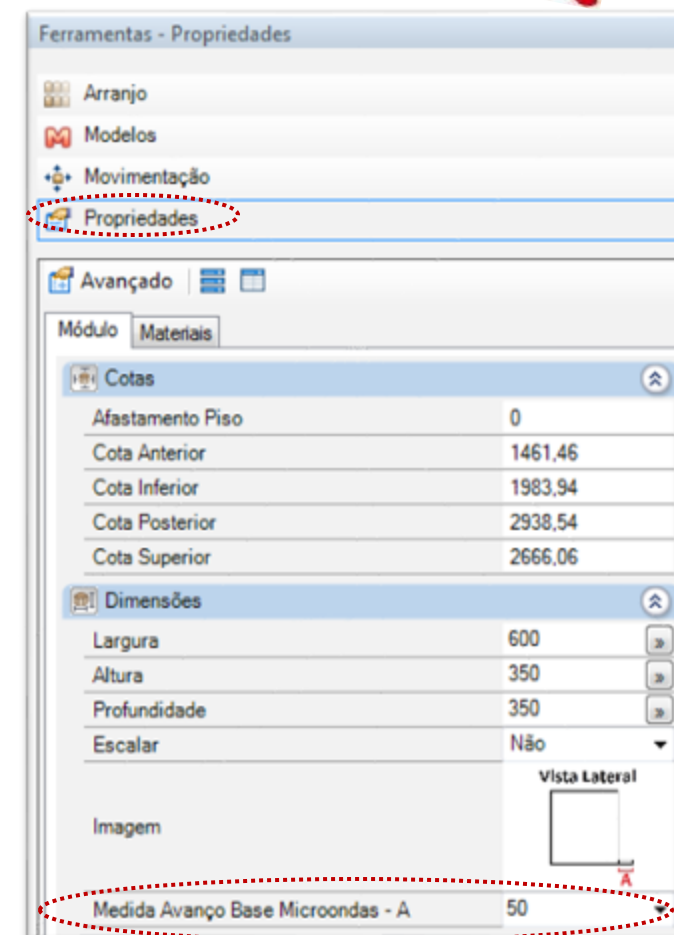 Ferramentas - Propriedades
Arranjo
Modelos
Movimentação
Propriedades
Avançado
Módulo Materiais
Cotas
Afastamento Piso 0
Cota Anterior 1461,46
Cota Inferior 1983,94
Cota Posterior 2938,54
Cota Superior 2666,06
Dimensões
Largura 600
Altura 350
Profundidade 350
Escalar Não
Vista Lateral
Imagem
A
Medida Avanço Base Microondas - A 50